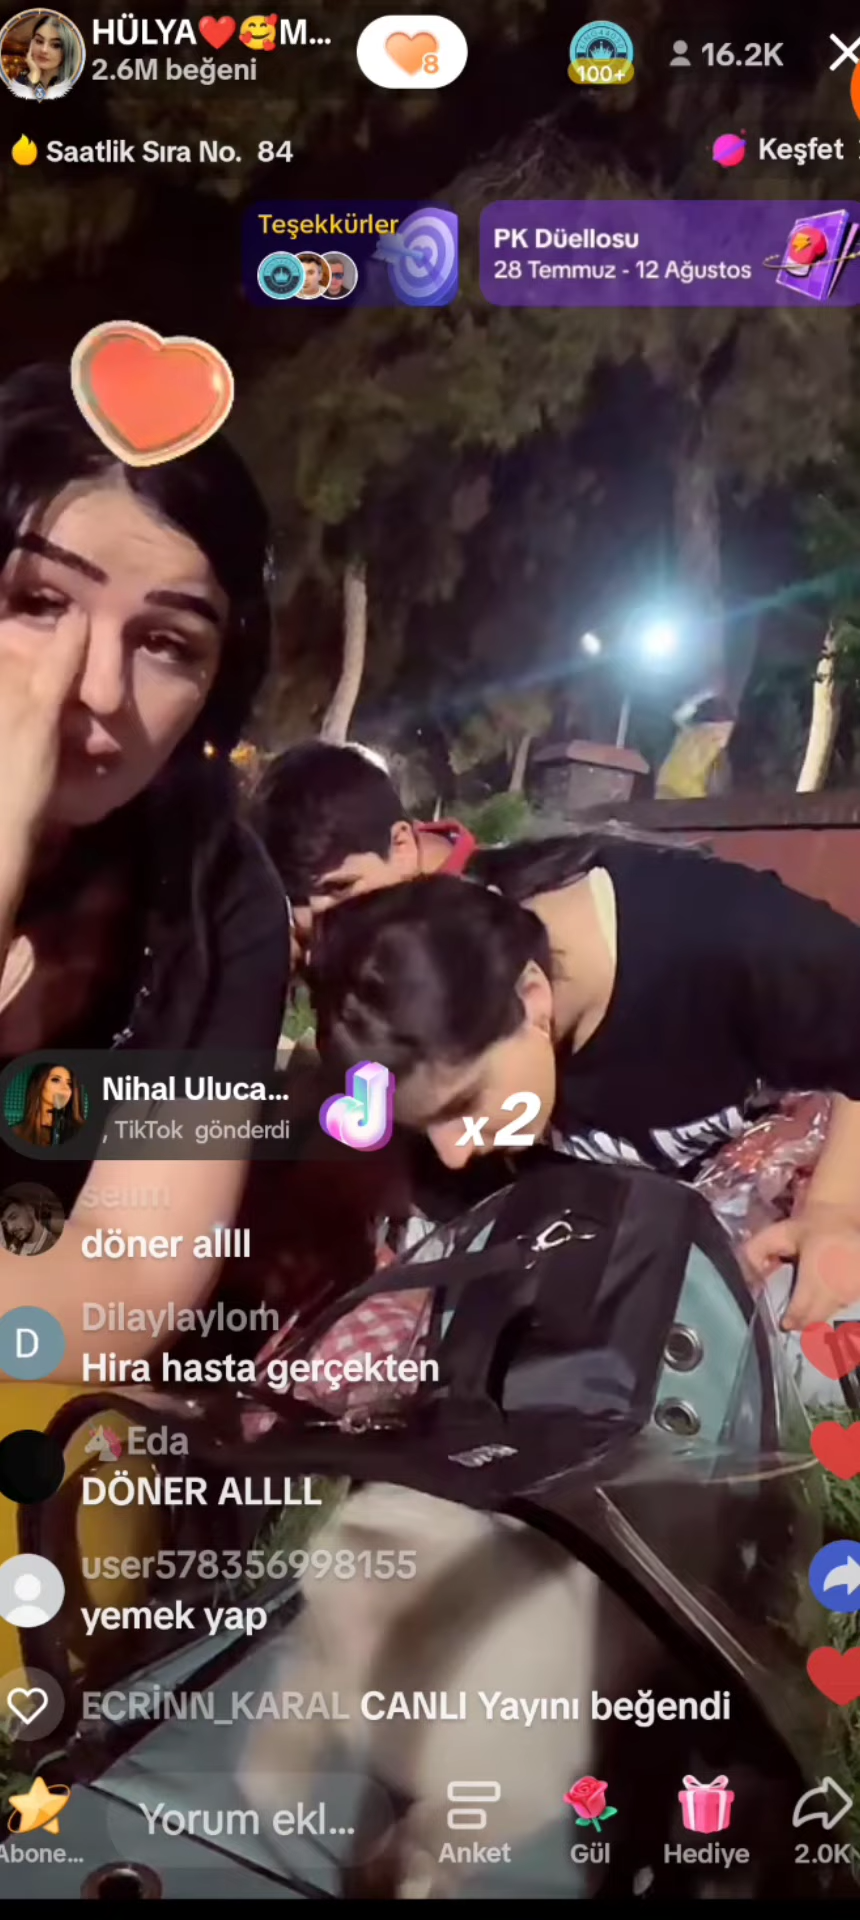 HÜLYA❤️🥰M...
2.6M beğeni
8
100+
16.2K
Saatlik Sıra No. 84
Keşfet
Teşekkürler
PK Düellosu
28 Temmuz - 12 Ağustos
Nihal Uluca...
, TikTok gönderdi
x2
selim
döner allll
D
Dilaylaylom
Hira hasta gerçekten
🦄Eda
DÖNER ALLLL
user578356998155
yemek yap
ECRİNN_KARAL CANLI Yayını beğendi
Abone...
Yorum ekl...
Anket
Gül
Hediye
2.0K